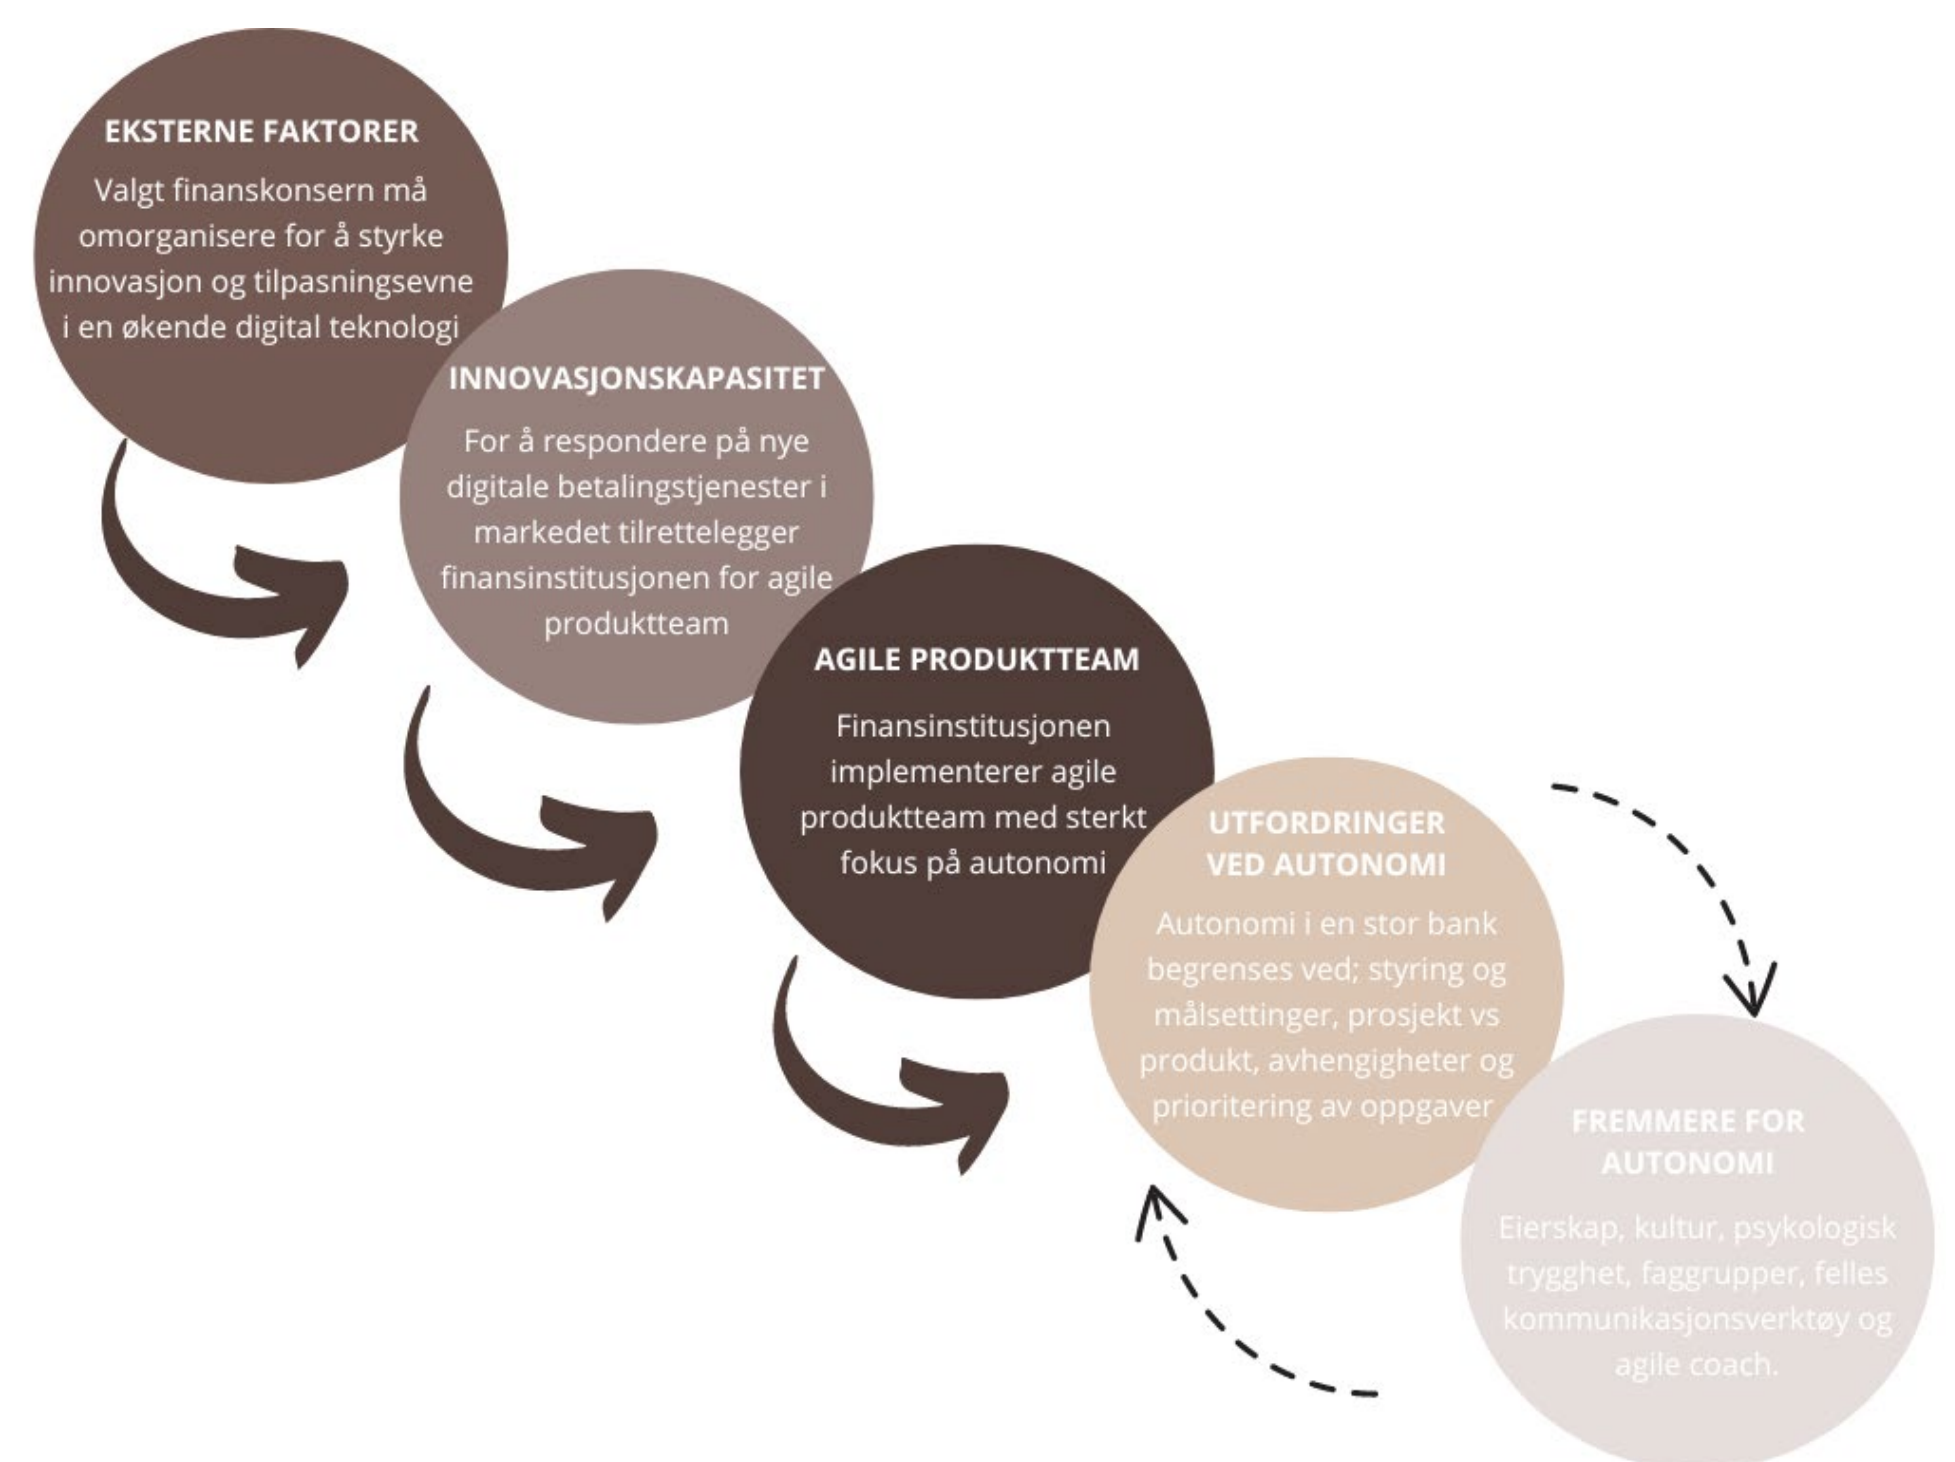 EKSTERNE FAKTORER
Valgt finanskonsern må
omorganisere for å styrke
innovasjon og tilpasningsevne
i en økende digital teknologi
INNOVASJONSKAPASITET
For å respondere på nye
digitale betalingstjenester i
markedet tilrettelegger
finansinstitusjonen for agile
produktteam
AGILE PRODUKTTEAM
Finansinstitusjonen
implementerer agile
produktteam med sterkt
fokus på autonomi
UTFORDRINGER
VED AUTONOMI
Autonomi i en stor bank
begrenses ved; styring og
målsettinger, prosjekt vs
produkt, avhengigheter og
prioritering av oppgaver
FREMMERE FOR
AUTONOMI
Eierskap, kultur, psykologisk
trygghet, faggrupper, felles
kommunikasjonsverktøy og
agile coach.